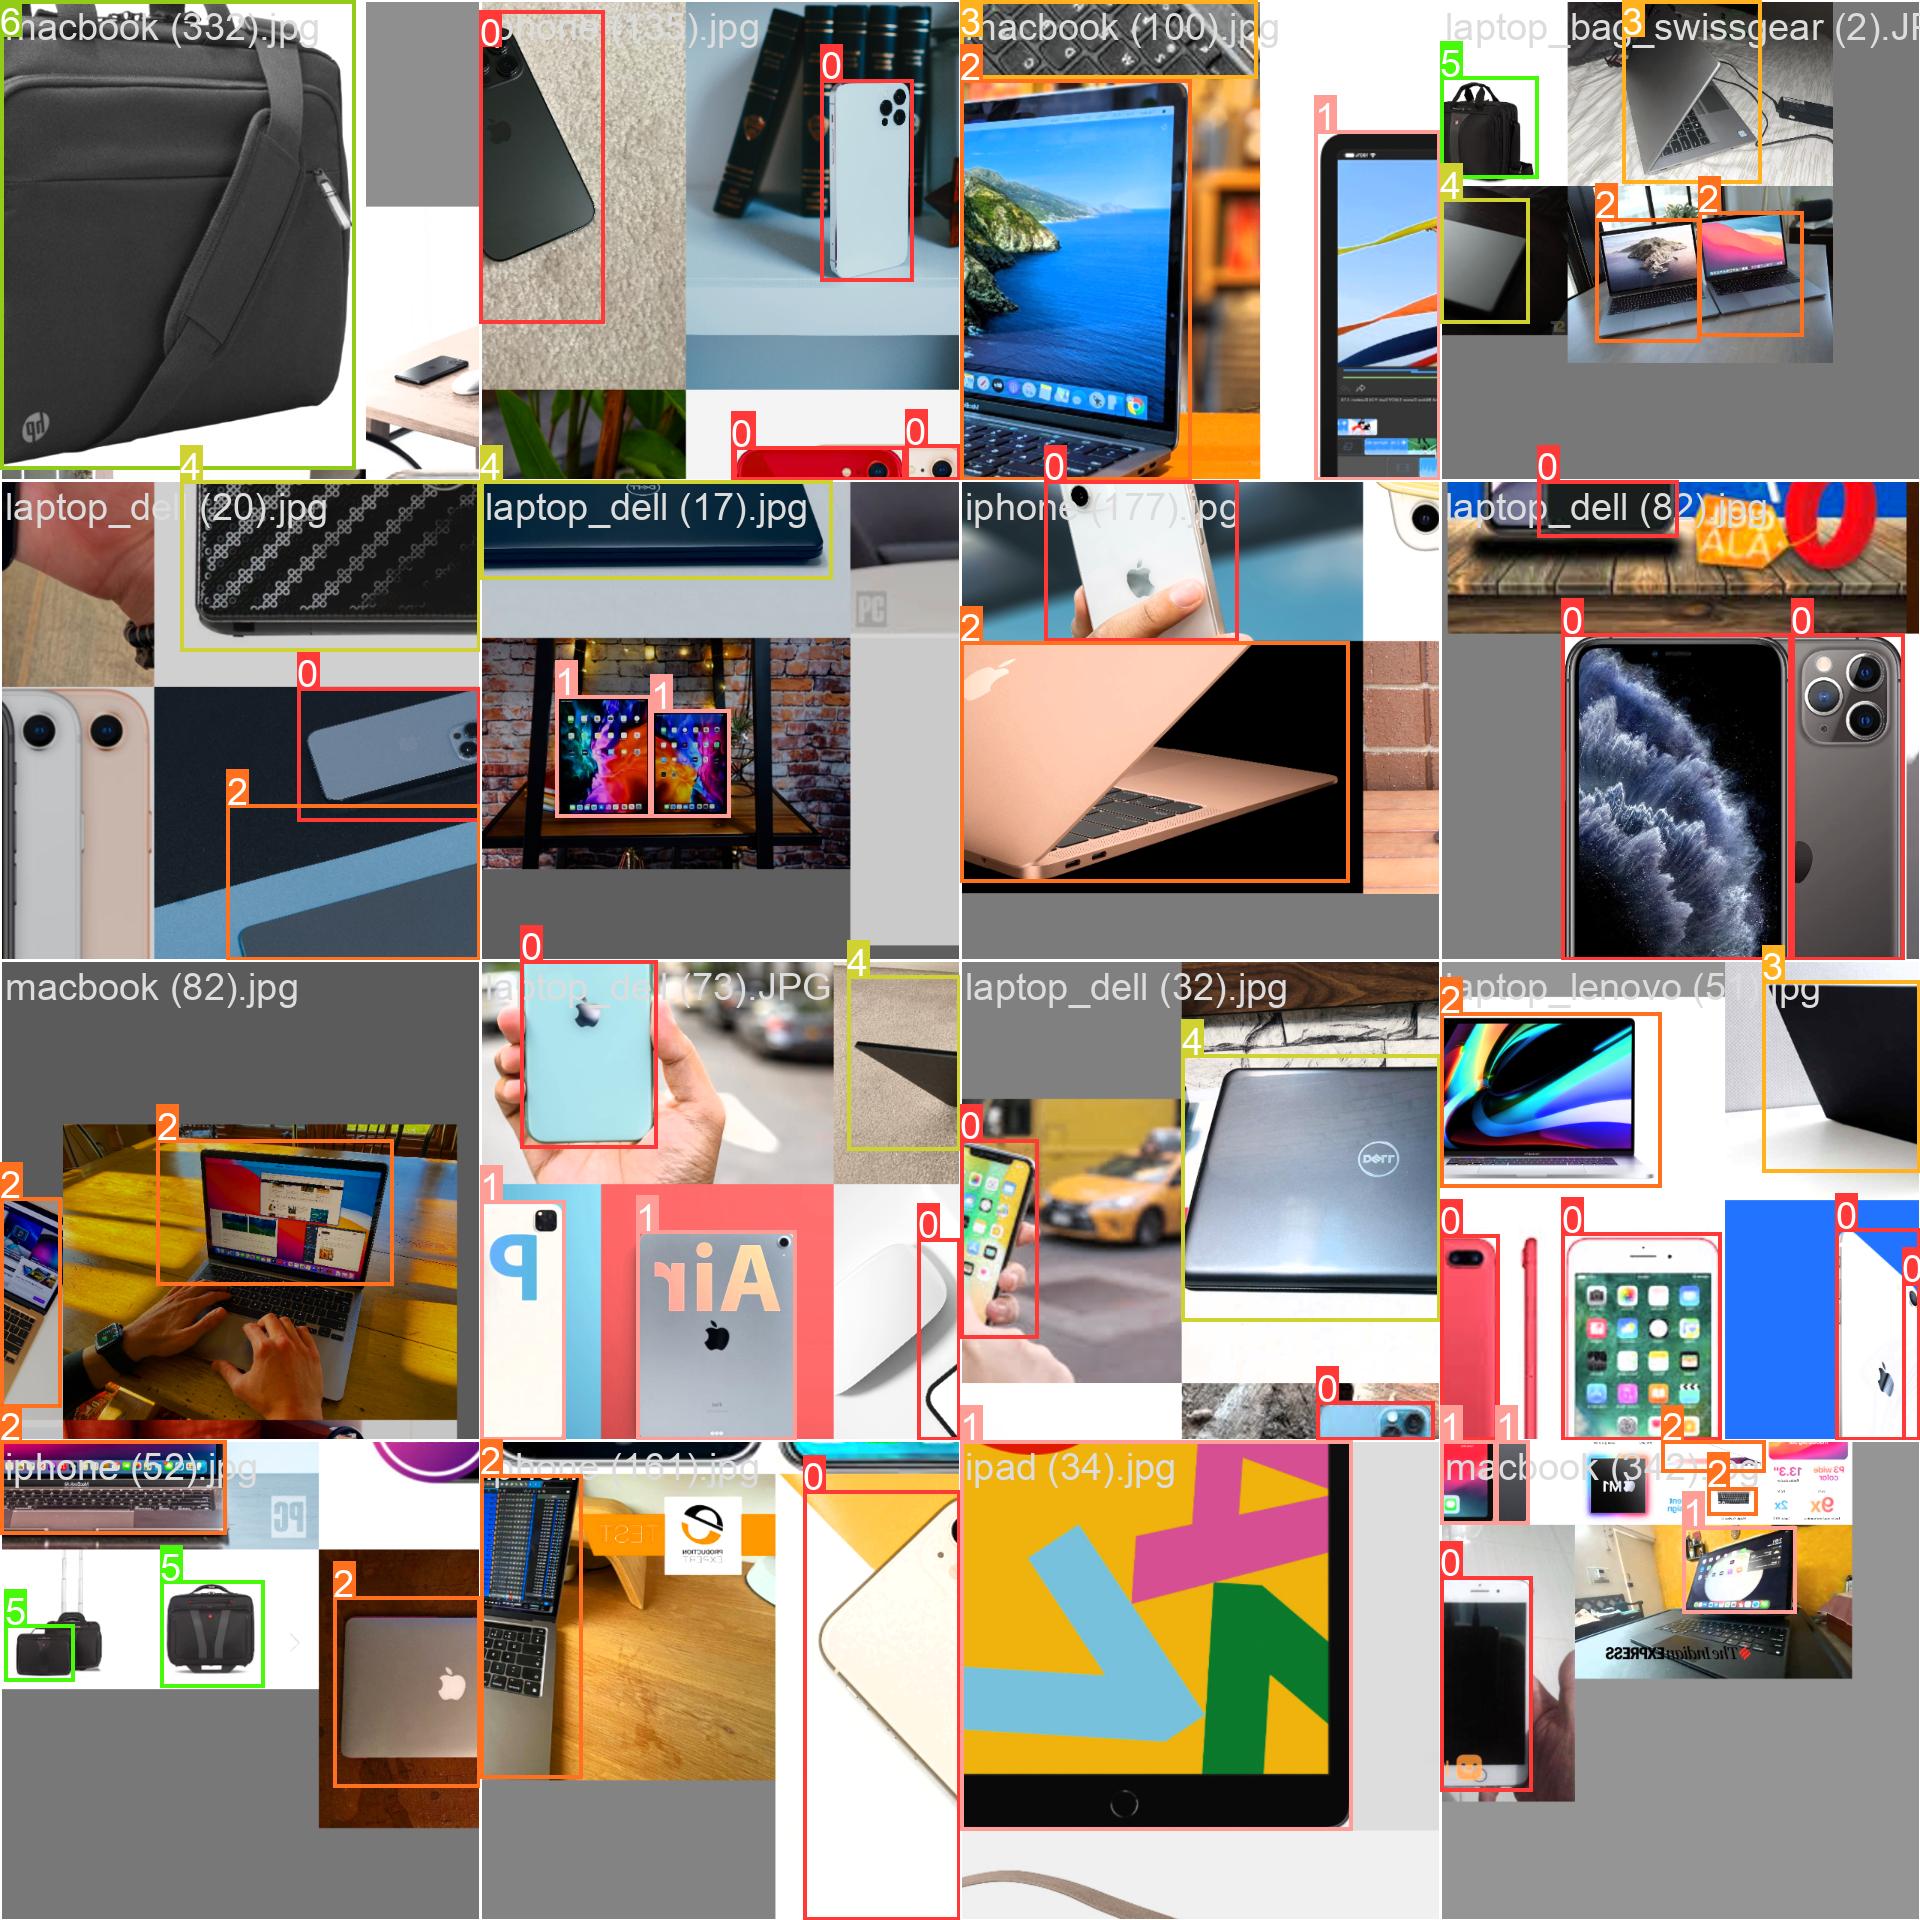 6
macbook (332).jpg
hp
0
iphone (135).jpg
0
0
0
3
macbook (100).jpg
2
1
laptop_bag_swissgear (2).JP
3
5
4
2
2
4
laptop_dell (20).jpg
0
2
4
laptop_dell (17).jpg
DELL
PC
1
1
0
iphone (177).jpg
2
0
laptop_dell (82).jpg
ALA
0
0
macbook (82).jpg
2
2
0
laptop_dell (73).JPG
4
1
P
1
Air
iPad
0
laptop_dell (32).jpg
4
DELL
0
0
2
laptop_lenovo (51).jpg
3
0
0
0
0
2
iphone (52).jpg
PC
5
5
2
2
iphone (161).jpg
TEST
PRODUCTION
EXPERT
0
1
ipad (34).jpg
1
1
macbook (342).jpg
2
2
M1
13.3"
P3 wide
color
2x
9x
1
0
The Indian EXPRESS